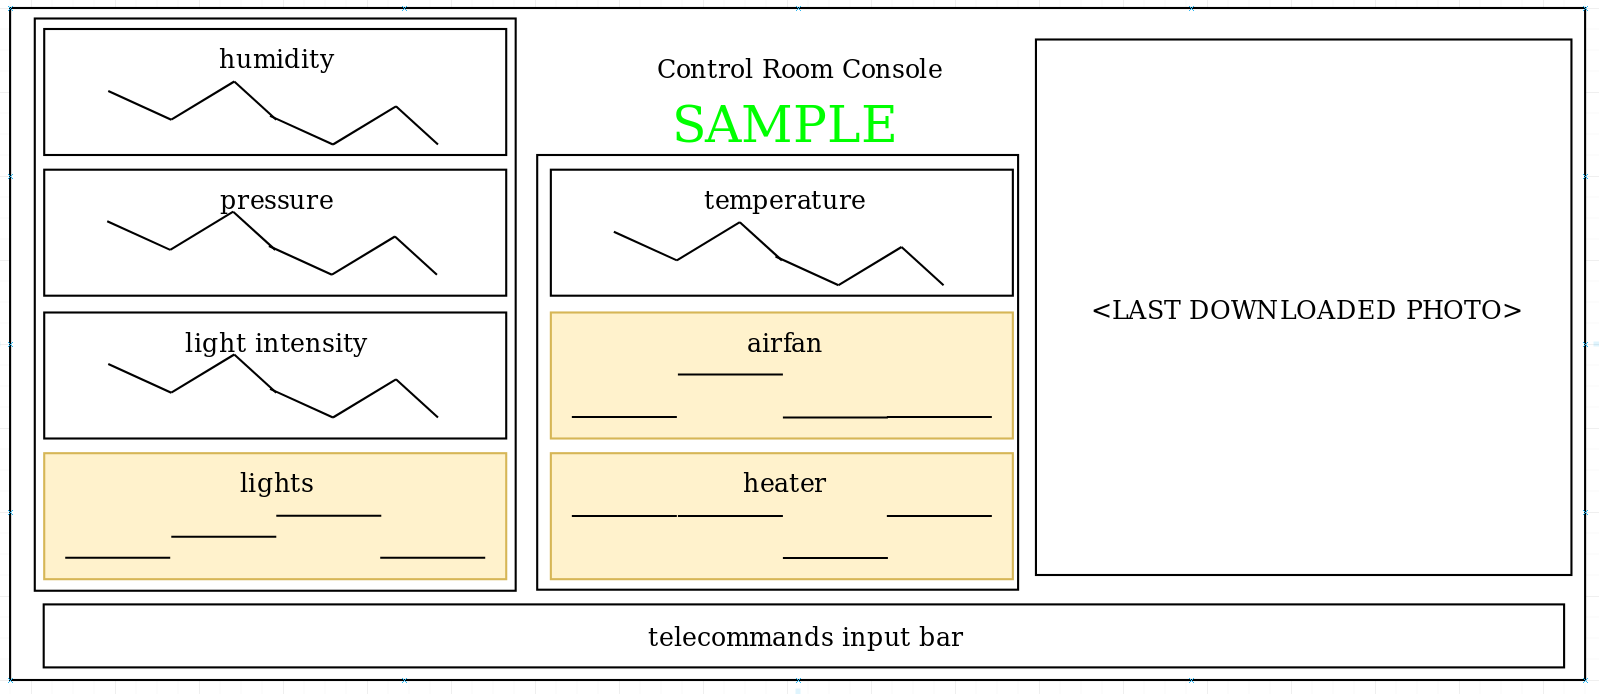 humidity
pressure
light intensity
lights
Control Room Console
SAMPLE
temperature
airfan
heater
<LAST DOWNLOADED PHOTO>
telecommands input bar